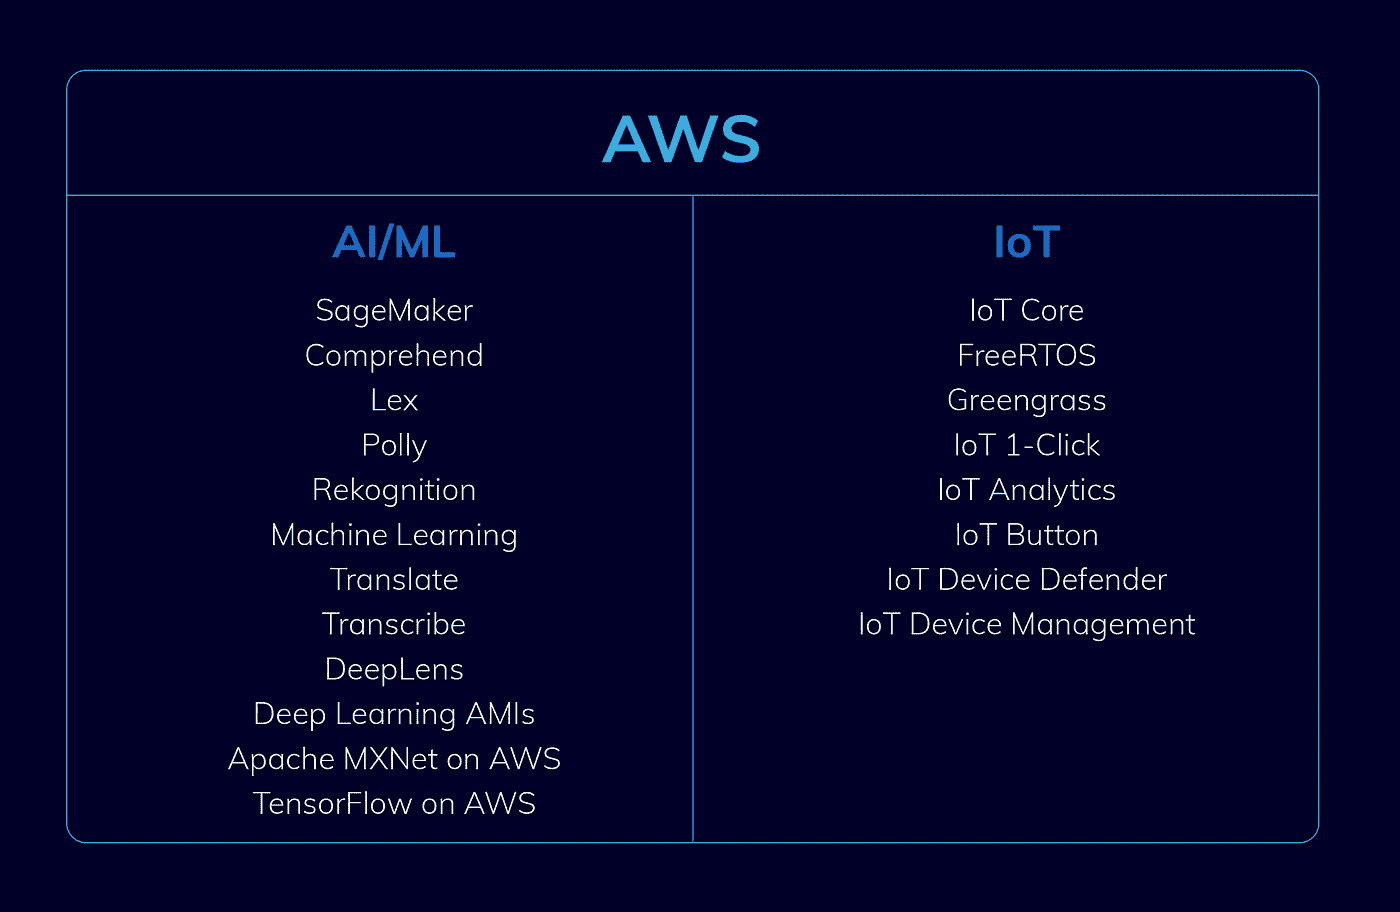 AWS
AI/ML
SageMaker
Comprehend
Lex
Polly
Rekognition
Machine Learning
Translate
Transcribe
DeepLens
Deep Learning AMIs
Apache MXNet on AWS
TensorFlow on AWS
IoT
IoT Core
FreeRTOS
Greengrass
IoT 1-Click
IoT Analytics
IoT Button
IoT Device Defender
IoT Device Management